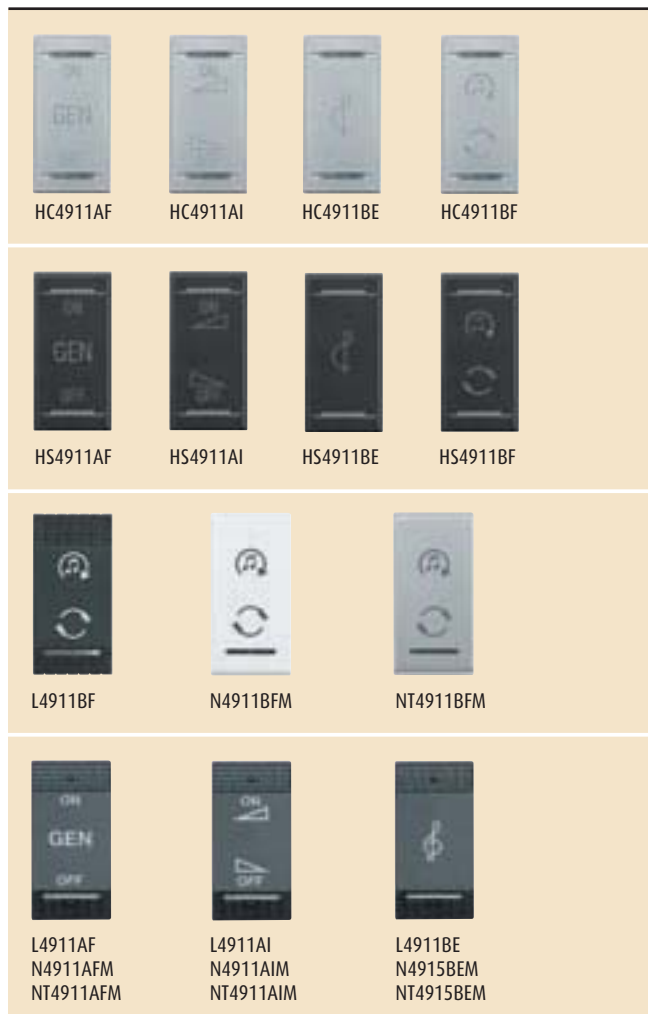 ON
GEN
ON
HC4911AF HC4911AI HC4911BE HC4911BF
ON
GEN
OFF
ON
OFF
HS4911AF HS4911AI HS4911BE HS4911BF
L4911BF N4911BFM NT4911BFM
ON
GEN
OFF
ON
OFF
L4911AF L4911AI L4911BE
N4911AFM N4911AIM N4915BEM
NT4911AFM NT4911AIM NT4915BEM